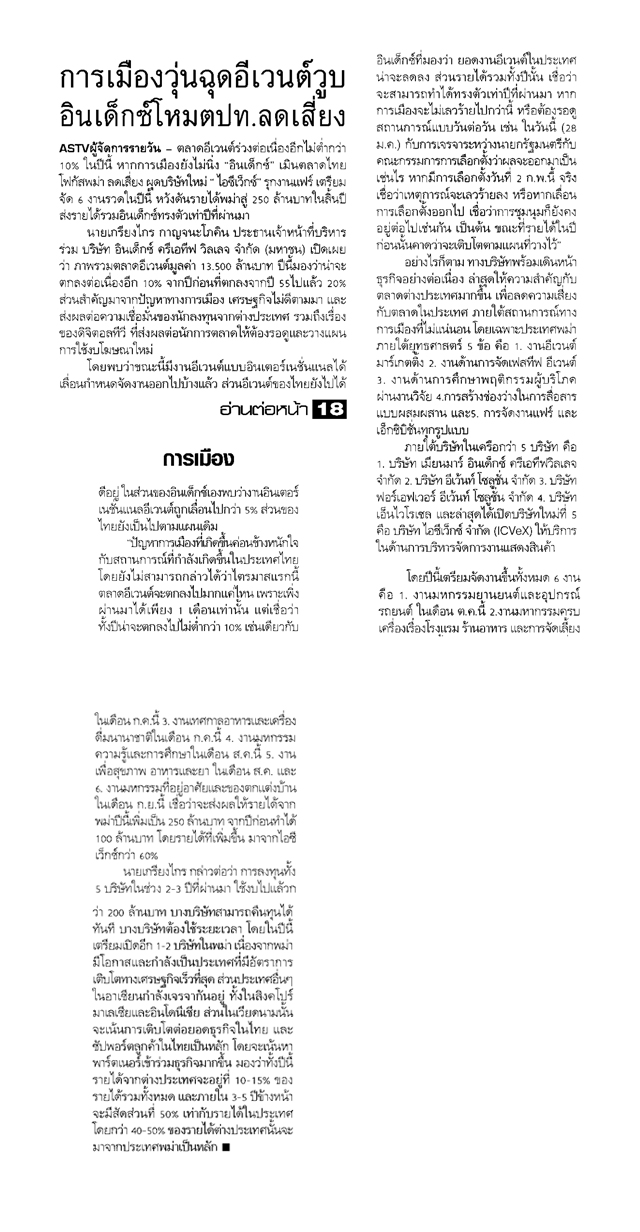 การเมืองวุ่นฉุดอีเวนต์วูบ
อินเด็กซ์โหมตปท.ลดเสี่ยง
ASTVผู้จัดการรายวัน – ตลาดอีเวนต์ร่วงต่อเนื่องอีกไม่ต่ำกว่า
10% ในปีนี้ หากการเมืองยังไม่นิ่ง "อินเด็กซ์" เมินตลาดไทย
โฟกัสพม่า ลดเสี่ยง ผุดบริษัทใหม่ " ไอซีเว็กซ์" รุกงานแฟร์ เตรียม
จัด 6 งานรวดในปีนี้ หวังดันรายได้พม่าสู่ 250 ล้านบาทในสิ้นปี
ส่งรายได้รวมอินเด็กซ์ทรงตัวเท่าปีที่ผ่านมา
นายเกรียงไกร กาญจนะโภคิน ประธานเจ้าหน้าที่บริหาร
ร่วม บริษัท อินเด็กซ์ ครีเอทีฟ วิลเลจ จำกัด (มหาชน) เปิดเผย
ว่า ภาพรวมตลาดอีเวนต์มูลค่า 13,500 ล้านบาท ปีนี้มองว่าน่าจะ
ตกลงต่อเนื่องอีก 10% จากปีก่อนที่ตกลงจากปี 55ไปแล้ว 20%
ส่วนสำคัญมาจากปัญหาทางการเมือง เศรษฐกิจไม่ดีตามมา และ
ส่งผลต่อความเชื่อมั่นของนักลงทุนจากต่างประเทศ รวมถึงเรื่อง
ของดิจิตอลทีวี ที่ส่งผลต่อนักการตลาดให้ต้องรอดูและวางแผน
การใช้งบโฆษณาใหม่
โดยพบว่าขณะนี้มีงานอีเวนต์แบบอินเตอร์เนชั่นแนลได้
เลื่อนกำหนดจัดงานออกไปบ้างแล้ว ส่วนอีเวนต์ของไทยยังไปได้
อ่านต่อหน้า 18
การเมือง
ดีอยู่ ในส่วนของอินเด็กซ์เองพบว่างานอินเตอร์
เนชั่นแนลอีเวนต์ถูกเลื่อนไปกว่า 5% ส่วนของ
ไทยยังเป็นไปตามแผนเดิม
"ปัญหาการเมืองที่เกิดขึ้นค่อนข้างหนักใจ
กับสถานการณ์ที่กำลังเกิดขึ้นในประเทศไทย
โดยยังไม่สามารถกล่าวได้ว่าไตรมาสแรกนี้
ตลาดอีเวนต์จะตกลงไปมากแค่ไหน เพราะเพิ่ง
ผ่านมาได้เพียง 1 เดือนเท่านั้น แต่เชื่อว่า
ทั้งปีน่าจะตกลงไปไม่ต่ำกว่า 10% เช่นเดียวกับ
อินเด็กซ์ที่มองว่า ยอดงานอีเวนต์ในประเทศ
น่าจะลดลง ส่วนรายได้รวมทั้งปีนั้น เชื่อว่า
จะสามารถทำได้ทรงตัวเท่าปีที่ผ่านมา หาก
การเมืองจะไม่เลวร้ายไปกว่านี้ หรือต้องรอดู
สถานการณ์แบบวันต่อวัน เช่น ในวันนี้ (28
ม.ค.) กับการเจรจาระหว่างนายกรัฐมนตรีกับ
คณะกรรมการการเลือกตั้งว่าผลจะออกมาเป็น
เช่นไร หากมีการเลือกตั้งวันที่ 2 ก.พ.นี้ จริง
เชื่อว่าเหตุการณ์จะเลวร้ายลง หรือหากเลื่อน
การเลือกตั้งออกไป เชื่อว่าการชุมนุมก็ยังคง
อยู่ต่อไปเช่นกัน เป็นต้น ขณะที่รายได้ในปี
ก่อนนั้นคาดว่าจะเติบโตตามแผนที่วางไว้"
อย่างไรก็ตาม ทางบริษัทพร้อมเดินหน้า
ธุรกิจอย่างต่อเนื่อง ล่าสุดให้ความสำคัญกับ
ตลาดต่างประเทศมากขึ้น เพื่อลดความเสี่ยง
กับตลาดในประเทศ ภายใต้สถานการณ์ทาง
การเมืองที่ไม่แน่นอน โดยเฉพาะประเทศพม่า
ภายใต้ยุทธศาสตร์ 5 ข้อ คือ 1. งานอีเวนต์
มาร์เกตติ้ง 2. งานด้านการจัดเฟสทีฟ อีเวนต์
3. งานด้านการศึกษาพฤติกรรมผู้บริโภค
ผ่านงานวิจัย 4.การสร้างช่องว่างในการสื่อสาร
แบบผสมผสาน และ5. การจัดงานแฟร์ และ
เอ็กซิบิชั่นทุกรูปแบบ
ภายใต้บริษัทในเครือกว่า 5 บริษัท คือ
1. บริษัท เมียนมาร์ อินเด็กซ์ ครีเอทีฟวิลเลจ
จำกัด 2. บริษัท อีเว้นท์ โซลูชั่น จำกัด 3. บริษัท
ฟอร์เอฟเวอร์ อีเว้นท์ โซลูชั่น จำกัด 4. บริษัท
เอ็นไวโรเซล และล่าสุดได้เปิดบริษัทใหม่ที่ 5
คือ บริษัท ไอซีเว็กซ์ จำกัด (ICVeX) ให้บริการ
ในด้านการบริหารจัดการงานแสดงสินค้า
โดยปีนี้เตรียมจัดงานขึ้นทั้งหมด 6 งาน
คือ 1. งานมหกรรมยานยนต์และอุปกรณ์
รถยนต์ ในเดือน ต.ค.นี้ 2.งานมหากรรมครบ
เครื่องเรื่องโรงแรม ร้านอาหาร และการจัดเลี้ยง
ในเดือน ก.ค.นี้ 3. งานเทศกาลอาหารและเครื่อง
ดื่มนานาชาติในเดือน ก.ค.นี้ 4. งานมหกรรม
ความรู้และการศึกษาในเดือน ส.ค.นี้ 5. งาน
เพื่อสุขภาพ อาหารและยา ในเดือน ส.ค. และ
6. งานมหกรรมที่อยู่อาศัยและของตกแต่งบ้าน
ในเดือน ก.ย.นี้ เชื่อว่าจะส่งผลให้รายได้จาก
พม่าปีนี้เพิ่มเป็น 250 ล้านบาท จากปีก่อนทำได้
100 ล้านบาท โดยรายได้ที่เพิ่มขึ้น มาจากไอซี
เว็กซ์กว่า 60%
นายเกรียงไกร กล่าวต่อว่า การลงทุนทั้ง
5 บริษัทในช่วง 2-3 ปีที่ผ่านมา ใช้งบไปแล้วก
ว่า 200 ล้านบาท บางบริษัทสามารถคืนทุนได้
ทันที บางบริษัทต้องใช้ระยะเวลา โดยในปีนี้
เตรียมเปิดอีก 1-2 บริษัทในพม่า เนื่องจากพม่า
มีโอกาสและกำลังเป็นประเทศที่มีอัตราการ
เติบโตทางเศรษฐกิจเร็วที่สุด ส่วนประเทศอื่นๆ
ในอาเซียนกำลังเจรจากันอยู่ ทั้งในสิงคโปร์
มาเลเซียและอินโดนีเซีย ส่วนในเวียดนามนั้น
จะเน้นการเติบโตต่อยอดธุรกิจในไทย และ
ซัปพอร์ตลูกค้าในไทยเป็นหลัก โดยจะเน้นหา
พาร์ตเนอร์เข้าร่วมธุรกิจมากขึ้น มองว่าทั้งปีนี้
รายได้จากต่างประเทศจะอยู่ที่ 10-15% ของ
รายได้รวมทั้งหมด และภายใน 3-5 ปีข้างหน้า
จะมีสัดส่วนที่ 50% เท่ากับรายได้ในประเทศ
โดยกว่า 40-50% ของรายได้ต่างประเทศนั้นจะ
มาจากประเทศพม่าเป็นหลัก ■